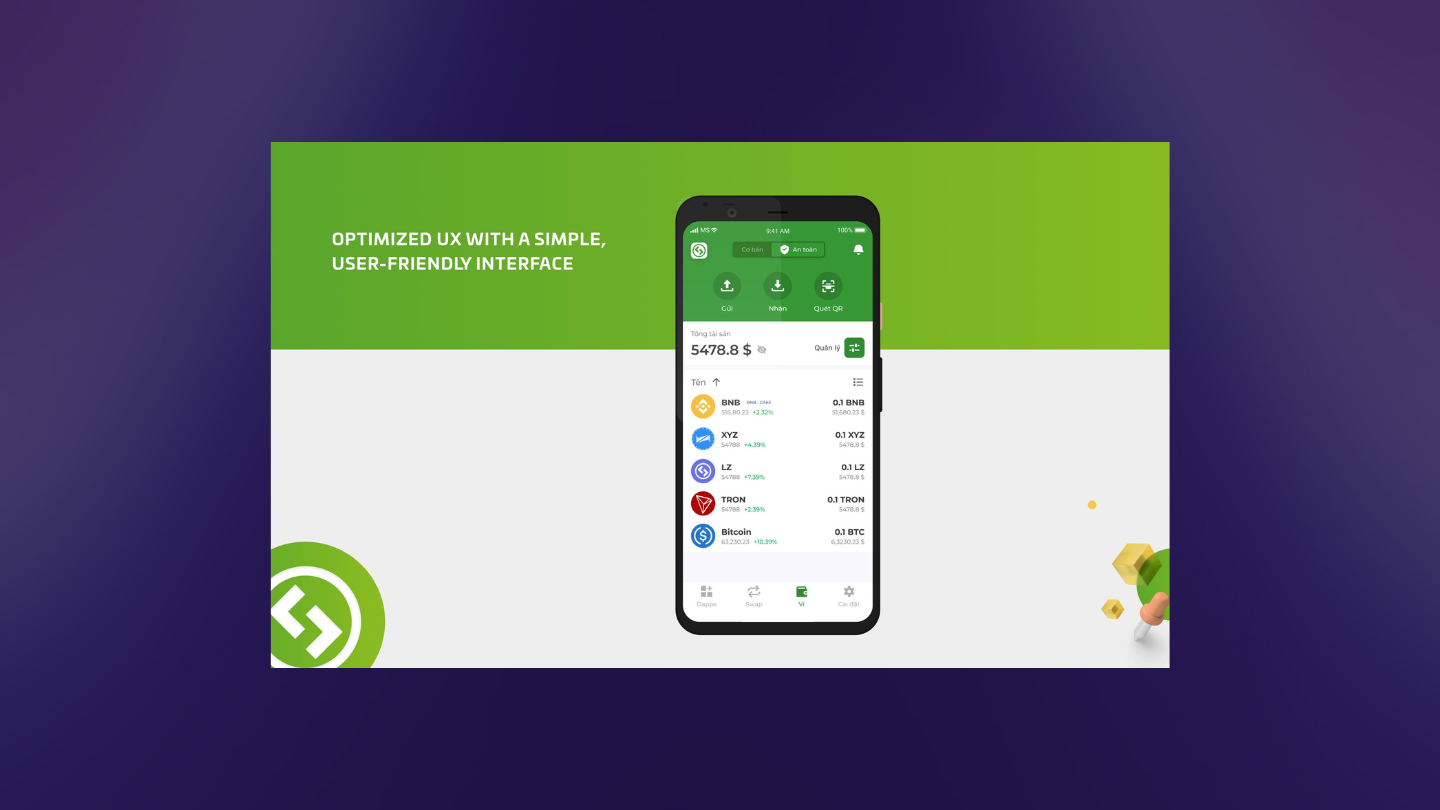 OPTIMIZED UX WITH A SIMPLE,
USER-FRIENDLY INTERFACE
MS 9:41 AM 100%
Cơ bản An toàn
Gửi Nhận Quét QR
Tổng tài sản
5478.8 $ Quản lý
Tên
BNB BNB - CAKE 0.1 BNB
516,80.23 +2.32% 51,680.23 $
XYZ 0.1 XYZ
54788 +4.39% 5478.8 $
LZ 0.1 LZ
54788 +7.39% 5478.8 $
TRON 0.1 TRON
54788 +2.39% 5478.8 $
Bitcoin 0.1 BTC
63,230.23 +10.39% 6,3230.23 $
Dapps Swap Ví Cài đặt